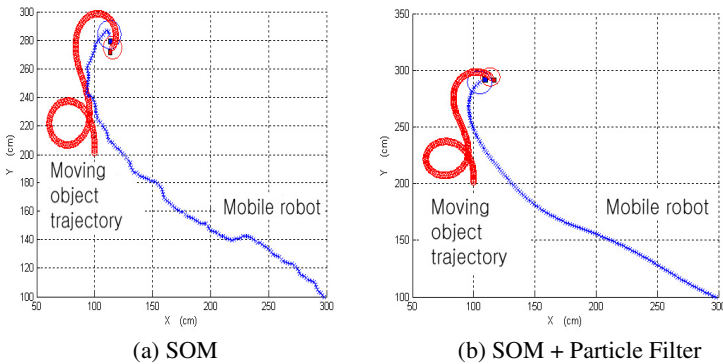 300
280
260
240
220
200
180
160
140
120
100
50 100 150 200 250 300
Y (cm)
X (cm)
Moving
object
trajectory
Mobile robot
(a) SOM
350
300
250
200
150
100
50 100 150 200 250 300
Y (cm)
X (cm)
Moving
object
trajectory
Mobile robot
(b) SOM + Particle Filter